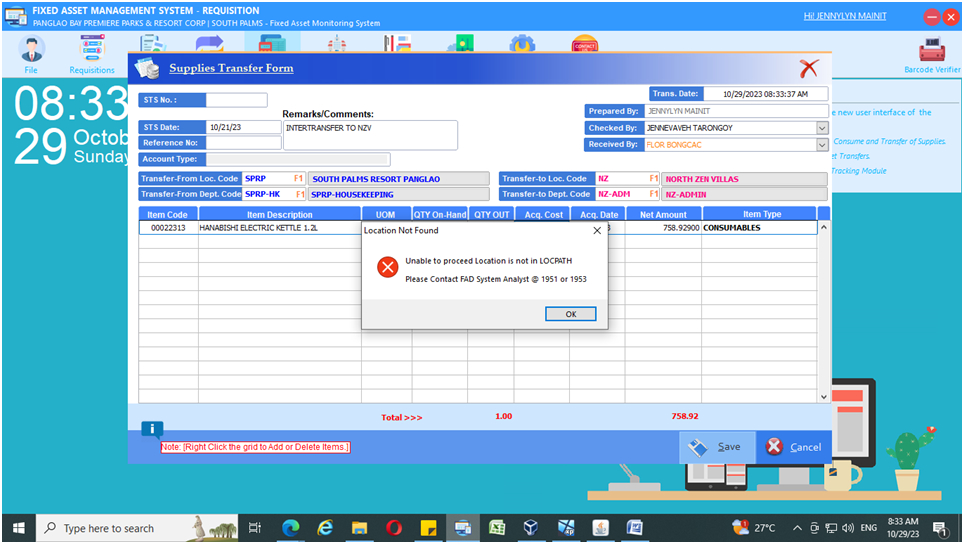 FIXED ASSET MANAGEMENT SYSTEM - REQUISITION
PANGLAO BAY PREMIERE PARKS & RESORT CORP | SOUTH PALMS - Fixed Asset Monitoring System
Hi! JENNYLYN MAINIT
File
Requisitions
Barcode Verifier
08:33
29
Octob
Sunday
e new user interface of the
Consume and Transfer of Supplies.
et Transfers.
Tracking Module
Supplies Transfer Form
Trans. Date: 10/29/2023 08:33:37 AM
STS No. :
Remarks/Comments:
Prepared By: JENNYLYN MAINIT
STS Date: 10/21/23
INTERTRANSFER TO NZV
Checked By: JENNEVAVEH TARONGOY
Reference No:
Received By: FLOR BONGCAC
Account Type:
Transfer-From Loc. Code SPRP F1 SOUTH PALMS RESORT PANGLAO
Transfer-to Loc. Code NZ F1 NORTH ZEN VILLAS
Transfer-From Dept. Code SPRP-HK F1 SPRP-HOUSEKEEPING
Transfer-to Dept. Code NZ-ADM F1 NZ-ADMIN
Item Code Item Description UOM QTY On-Hand QTY OUT Acq. Cost Acq. Date Net Amount Item Type
00022313 HANABISHI ELECTRIC KETTLE 1.2L 3 758.92900 CONSUMABLES
Location Not Found
Unable to proceed Location is not in LOCPATH
Please Contact FAD System Analyst @ 1951 or 1953
OK
Total >>> 1.00 758.92
Note: [Right Click the grid to Add or Delete Items.]
Save
Cancel
Type here to search
27°C
ENG
8:33 AM
10/29/23
1